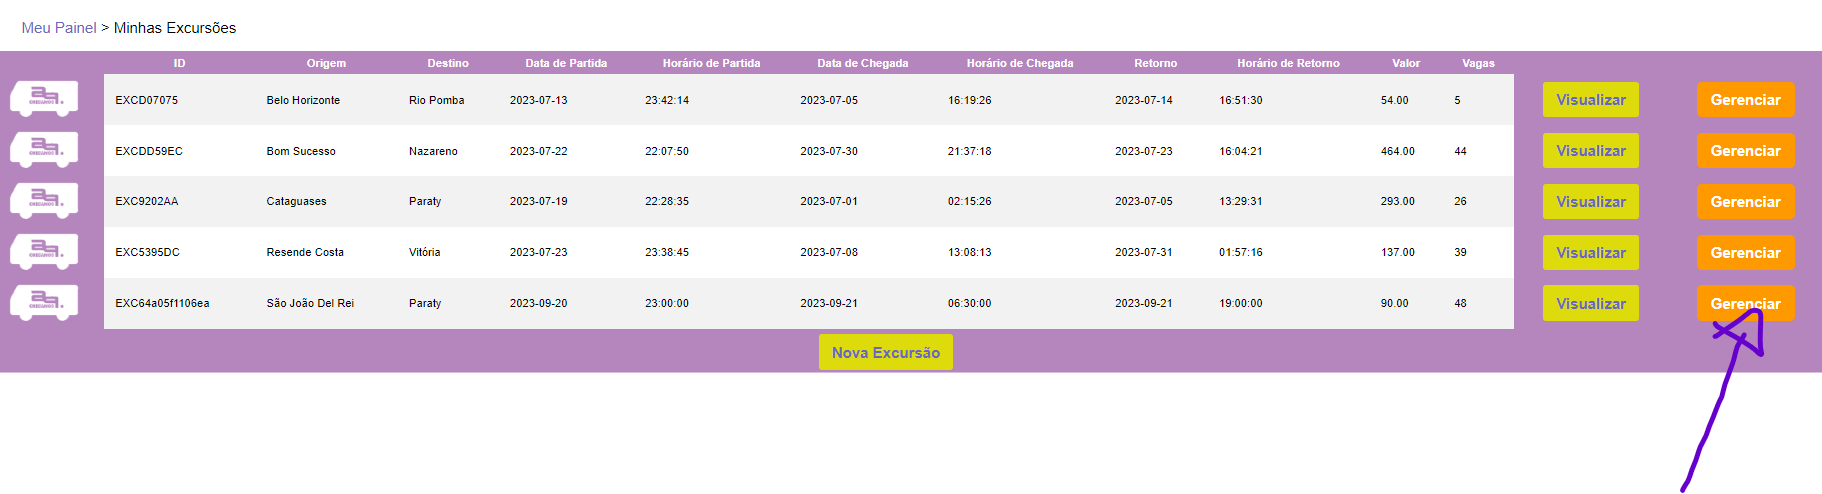 Meu Painel > Minhas Excursões
ID Origem Destino Data de Partida Horário de Partida Data de Chegada Horário de Chegada Retorno Horário de Retorno Valor Vagas
EXCD07075 Belo Horizonte Rio Pomba 2023-07-13 23:42:14 2023-07-05 16:19:26 2023-07-14 16:51:30 54.00 5 Visualizar Gerenciar
EXCDD59EC Bom Sucesso Nazareno 2023-07-22 22:07:50 2023-07-30 21:37:18 2023-07-23 16:04:21 464.00 44 Visualizar Gerenciar
EXC9202AA Cataguases Paraty 2023-07-19 22:28:35 2023-07-01 02:15:26 2023-07-05 13:29:31 293.00 26 Visualizar Gerenciar
EXC5395DC Resende Costa Vitória 2023-07-23 23:38:45 2023-07-08 13:08:13 2023-07-31 01:57:16 137.00 39 Visualizar Gerenciar
EXC64a05f1106ea São João Del Rei Paraty 2023-09-20 23:00:00 2023-09-21 06:30:00 2023-09-21 19:00:00 90.00 48 Visualizar Gerenciar
Nova Excursão